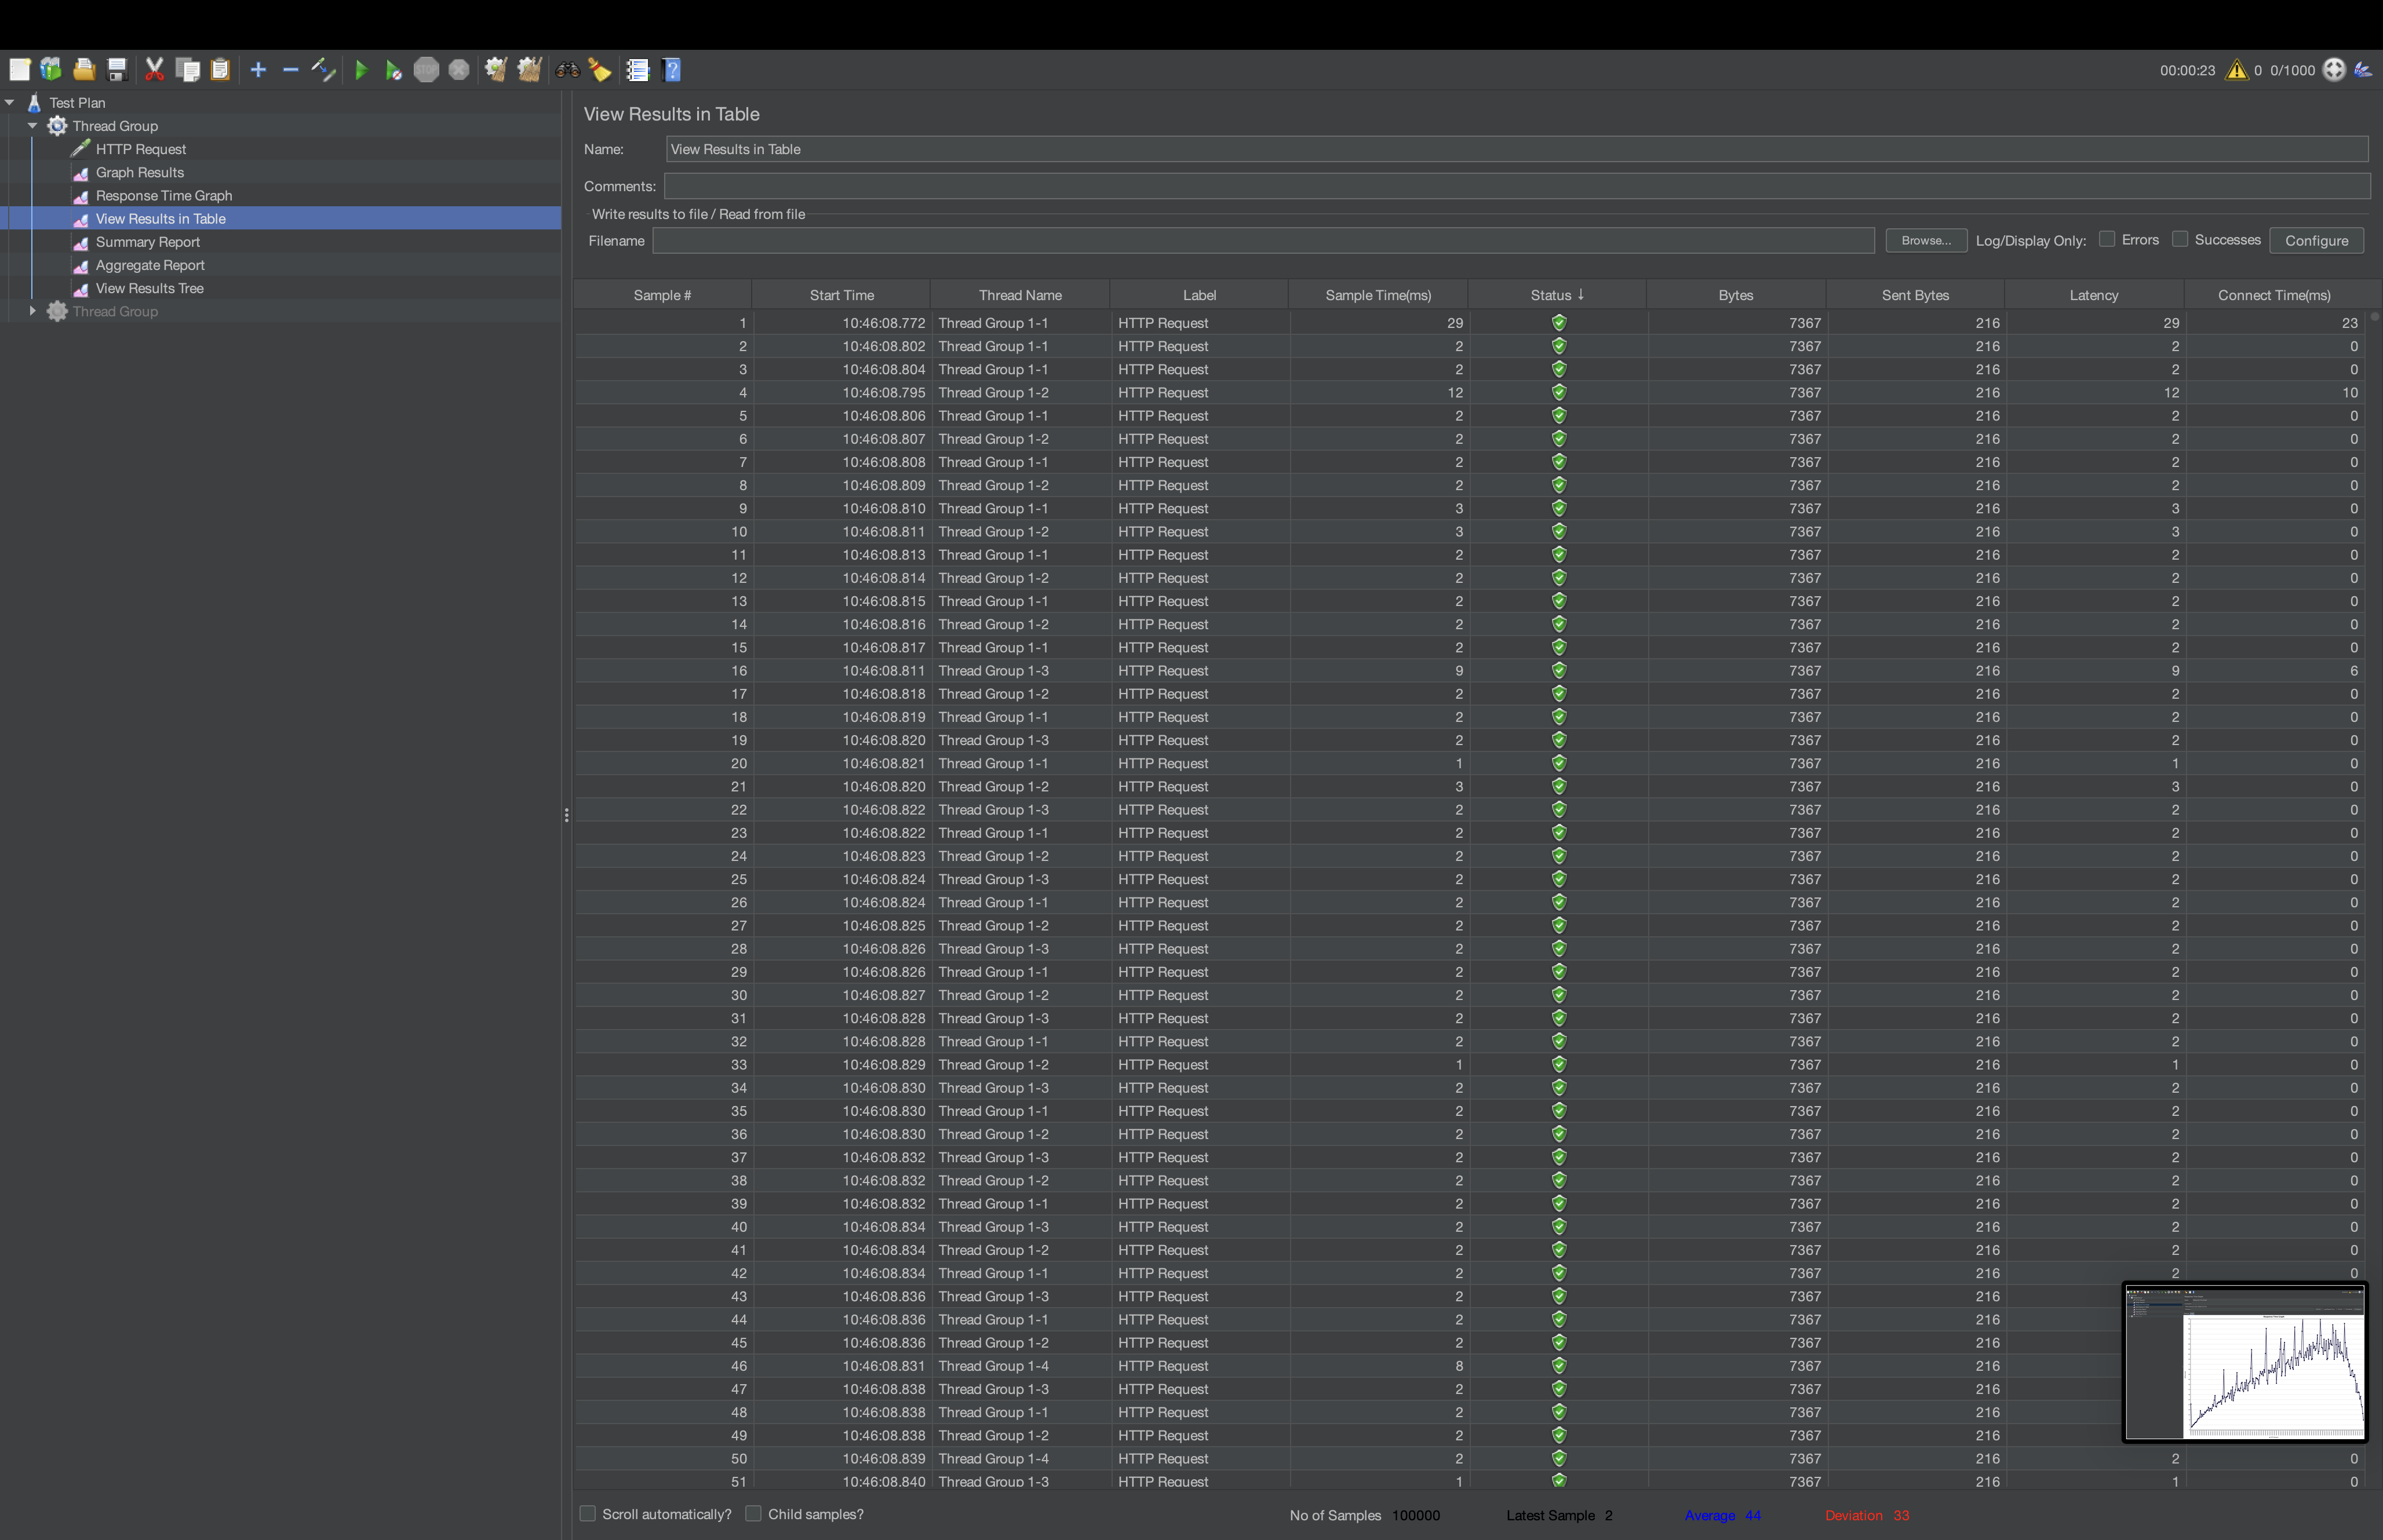 00:00:23 0 0/1000
Test Plan
Thread Group
HTTP Request
Graph Results
Response Time Graph
View Results in Table
Summary Report
Aggregate Report
View Results Tree
Thread Group
View Results in Table
Name: View Results in Table
Comments:
Write results to file / Read from file
Filename Browse... Log/Display Only: Errors Successes Configure
Sample # Start Time Thread Name Label Sample Time(ms) Status ↓ Bytes Sent Bytes Latency Connect Time(ms)
1 10:46:08.772 Thread Group 1-1 HTTP Request 29 7367 216 29 23
2 10:46:08.802 Thread Group 1-1 HTTP Request 2 7367 216 2 0
3 10:46:08.804 Thread Group 1-1 HTTP Request 2 7367 216 2 0
4 10:46:08.795 Thread Group 1-2 HTTP Request 12 7367 216 12 10
5 10:46:08.806 Thread Group 1-1 HTTP Request 2 7367 216 2 0
6 10:46:08.807 Thread Group 1-2 HTTP Request 2 7367 216 2 0
7 10:46:08.808 Thread Group 1-1 HTTP Request 2 7367 216 2 0
8 10:46:08.809 Thread Group 1-2 HTTP Request 2 7367 216 2 0
9 10:46:08.810 Thread Group 1-1 HTTP Request 3 7367 216 3 0
10 10:46:08.811 Thread Group 1-2 HTTP Request 3 7367 216 3 0
11 10:46:08.813 Thread Group 1-1 HTTP Request 2 7367 216 2 0
12 10:46:08.814 Thread Group 1-2 HTTP Request 2 7367 216 2 0
13 10:46:08.815 Thread Group 1-1 HTTP Request 2 7367 216 2 0
14 10:46:08.816 Thread Group 1-2 HTTP Request 2 7367 216 2 0
15 10:46:08.817 Thread Group 1-1 HTTP Request 2 7367 216 2 0
16 10:46:08.811 Thread Group 1-3 HTTP Request 9 7367 216 9 6
17 10:46:08.818 Thread Group 1-2 HTTP Request 2 7367 216 2 0
18 10:46:08.819 Thread Group 1-1 HTTP Request 2 7367 216 2 0
19 10:46:08.820 Thread Group 1-3 HTTP Request 2 7367 216 2 0
20 10:46:08.821 Thread Group 1-1 HTTP Request 1 7367 216 1 0
21 10:46:08.820 Thread Group 1-2 HTTP Request 3 7367 216 3 0
22 10:46:08.822 Thread Group 1-3 HTTP Request 2 7367 216 2 0
23 10:46:08.822 Thread Group 1-1 HTTP Request 2 7367 216 2 0
24 10:46:08.823 Thread Group 1-2 HTTP Request 2 7367 216 2 0
25 10:46:08.824 Thread Group 1-3 HTTP Request 2 7367 216 2 0
26 10:46:08.824 Thread Group 1-1 HTTP Request 2 7367 216 2 0
27 10:46:08.825 Thread Group 1-2 HTTP Request 2 7367 216 2 0
28 10:46:08.826 Thread Group 1-3 HTTP Request 2 7367 216 2 0
29 10:46:08.826 Thread Group 1-1 HTTP Request 2 7367 216 2 0
30 10:46:08.827 Thread Group 1-2 HTTP Request 2 7367 216 2 0
31 10:46:08.828 Thread Group 1-3 HTTP Request 2 7367 216 2 0
32 10:46:08.828 Thread Group 1-1 HTTP Request 2 7367 216 2 0
33 10:46:08.829 Thread Group 1-2 HTTP Request 1 7367 216 1 0
34 10:46:08.830 Thread Group 1-3 HTTP Request 2 7367 216 2 0
35 10:46:08.830 Thread Group 1-1 HTTP Request 2 7367 216 2 0
36 10:46:08.830 Thread Group 1-2 HTTP Request 2 7367 216 2 0
37 10:46:08.832 Thread Group 1-3 HTTP Request 2 7367 216 2 0
38 10:46:08.832 Thread Group 1-2 HTTP Request 2 7367 216 2 0
39 10:46:08.832 Thread Group 1-1 HTTP Request 2 7367 216 2 0
40 10:46:08.834 Thread Group 1-3 HTTP Request 2 7367 216 2 0
41 10:46:08.834 Thread Group 1-2 HTTP Request 2 7367 216 2 0
42 10:46:08.834 Thread Group 1-1 HTTP Request 2 7367 216 2 0
43 10:46:08.836 Thread Group 1-3 HTTP Request 2 7367 216
44 10:46:08.836 Thread Group 1-1 HTTP Request 2 7367 216
45 10:46:08.836 Thread Group 1-2 HTTP Request 2 7367 216
46 10:46:08.831 Thread Group 1-4 HTTP Request 8 7367 216
47 10:46:08.838 Thread Group 1-3 HTTP Request 2 7367 216
48 10:46:08.838 Thread Group 1-1 HTTP Request 2 7367 216
49 10:46:08.838 Thread Group 1-2 HTTP Request 2 7367 216
50 10:46:08.839 Thread Group 1-4 HTTP Request 2 7367 216 2 0
51 10:46:08.840 Thread Group 1-3 HTTP Request 1 7367 216 1 0
Scroll automatically? Child samples? No of Samples 100000 Latest Sample 2 Average 44 Deviation 33